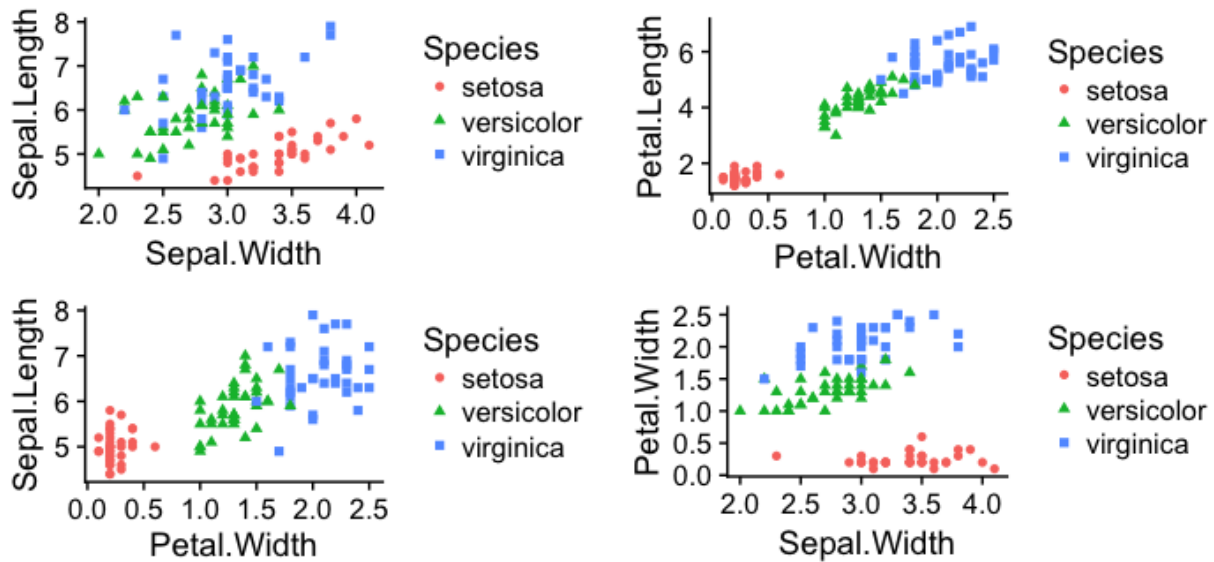 Sepal.Length
8
7
6
5
2.0 2.5 3.0 3.5 4.0
Sepal.Width
Species
setosa
versicolor
virginica
Petal.Length
6
4
2
0.0 0.5 1.0 1.5 2.0 2.5
Petal.Width
Species
setosa
versicolor
virginica
Sepal.Length
8
7
6
5
0.0 0.5 1.0 1.5 2.0 2.5
Petal.Width
Species
setosa
versicolor
virginica
Petal.Width
2.5
2.0
1.5
1.0
0.5
0.0
2.0 2.5 3.0 3.5 4.0
Sepal.Width
Species
setosa
versicolor
virginica